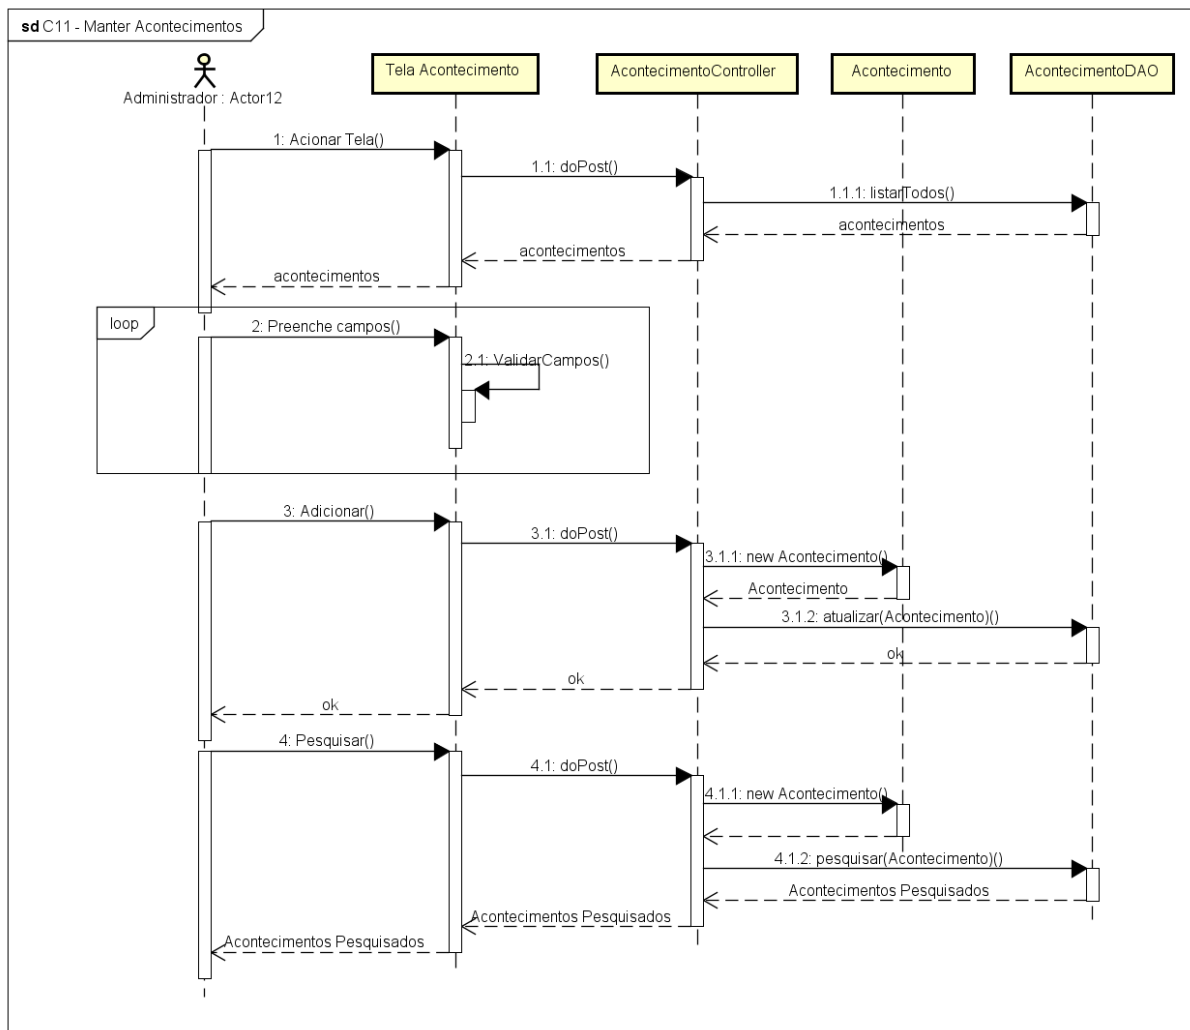 sd C11 - Manter Acontecimentos
Administrador : Actor12
Tela Acontecimento
AcontecimentoController
Acontecimento
AcontecimentoDAO
1: Acionar Tela()
1.1: doPost()
1.1.1: listarTodos()
acontecimentos
acontecimentos
acontecimentos
loop
2: Preenche campos()
2.1: ValidarCampos()
3: Adicionar()
3.1: doPost()
3.1.1: new Acontecimento()
Acontecimento
3.1.2: atualizar(Acontecimento)()
ok
ok
ok
4: Pesquisar()
4.1: doPost()
4.1.1: new Acontecimento()
4.1.2: pesquisar(Acontecimento)()
Acontecimentos Pesquisados
Acontecimentos Pesquisados
Acontecimentos Pesquisados